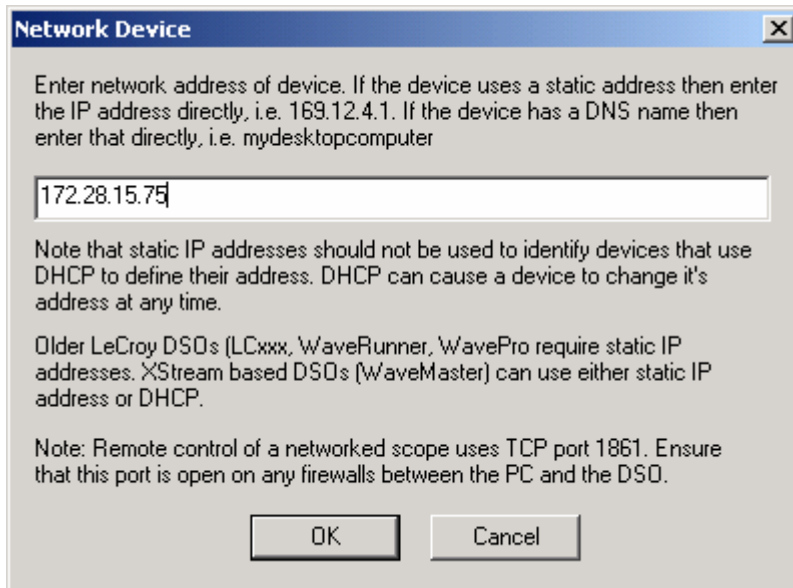 Network Device
Enter network address of device. If the device uses a static address then enter
the IP address directly, i.e. 169.12.4.1. If the device has a DNS name then
enter that directly, i.e. mydesktopcomputer
172.28.15.75
Note that static IP addresses should not be used to identify devices that use
DHCP to define their address. DHCP can cause a device to change it's
address at any time.
Older LeCroy DSOs (LCxxx, WaveRunner, WavePro require static IP
addresses. XStream based DSOs (WaveMaster) can use either static IP
address or DHCP.
Note: Remote control of a networked scope uses TCP port 1861. Ensure
that this port is open on any firewalls between the PC and the DSO.
OK
Cancel